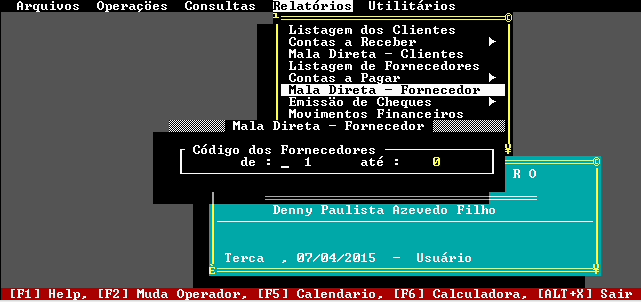 Arquivos Operações Consultas Relatórios Utilitários
Listagem dos Clientes
Contas a Receber
Mala Direta - Clientes
Listagem de Fornecedores
Contas a Pagar
Mala Direta - Fornecedor
Emissão de Cheques
Movimentos Financeiros
Mala Direta - Fornecedor
Código dos Fornecedores
de : _ 1 até : 0
R O
Denny Paulista Azevedo Filho
Terca , 07/04/2015 - Usuário
[F1] Help, [F2] Muda Operador, [F5] Calendario, [F6] Calculadora, [ALT+X] Sair